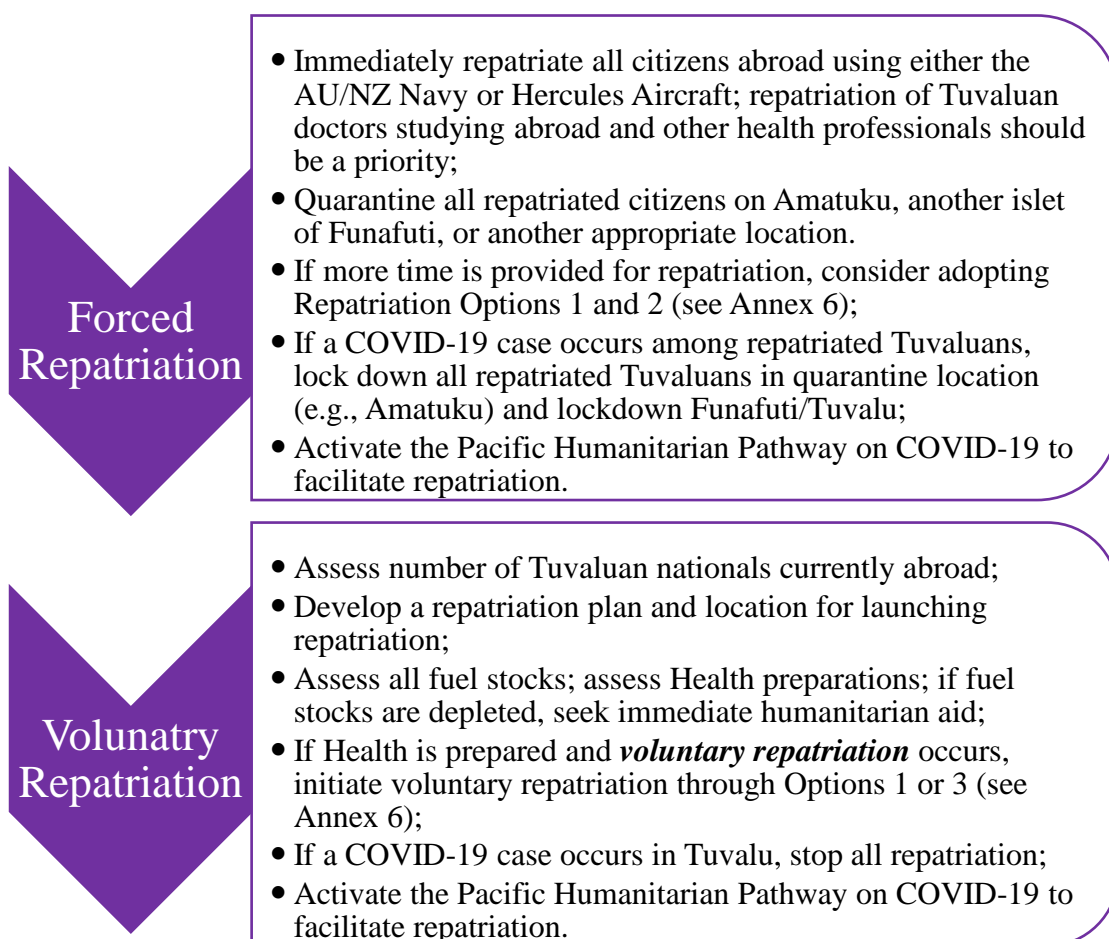 Forced
Repatriation
• Immediately repatriate all citizens abroad using either the
AU/NZ Navy or Hercules Aircraft; repatriation of Tuvaluan
doctors studying abroad and other health professionals should
be a priority;
• Quarantine all repatriated citizens on Amatuku, another islet
of Funafuti, or another appropriate location.
• If more time is provided for repatriation, consider adopting
Repatriation Options 1 and 2 (see Annex 6);
• If a COVID-19 case occurs among repatriated Tuvaluans,
lock down all repatriated Tuvaluans in quarantine location
(e.g., Amatuku) and lockdown Funafuti/Tuvalu;
• Activate the Pacific Humanitarian Pathway on COVID-19 to
facilitate repatriation.
Volunatry
Repatriation
• Assess number of Tuvaluan nationals currently abroad;
• Develop a repatriation plan and location for launching
repatriation;
• Assess all fuel stocks; assess Health preparations; if fuel
stocks are depleted, seek immediate humanitarian aid;
• If Health is prepared and voluntary repatriation occurs,
initiate voluntary repatriation through Options 1 or 3 (see
Annex 6);
• If a COVID-19 case occurs in Tuvalu, stop all repatriation;
• Activate the Pacific Humanitarian Pathway on COVID-19 to
facilitate repatriation.